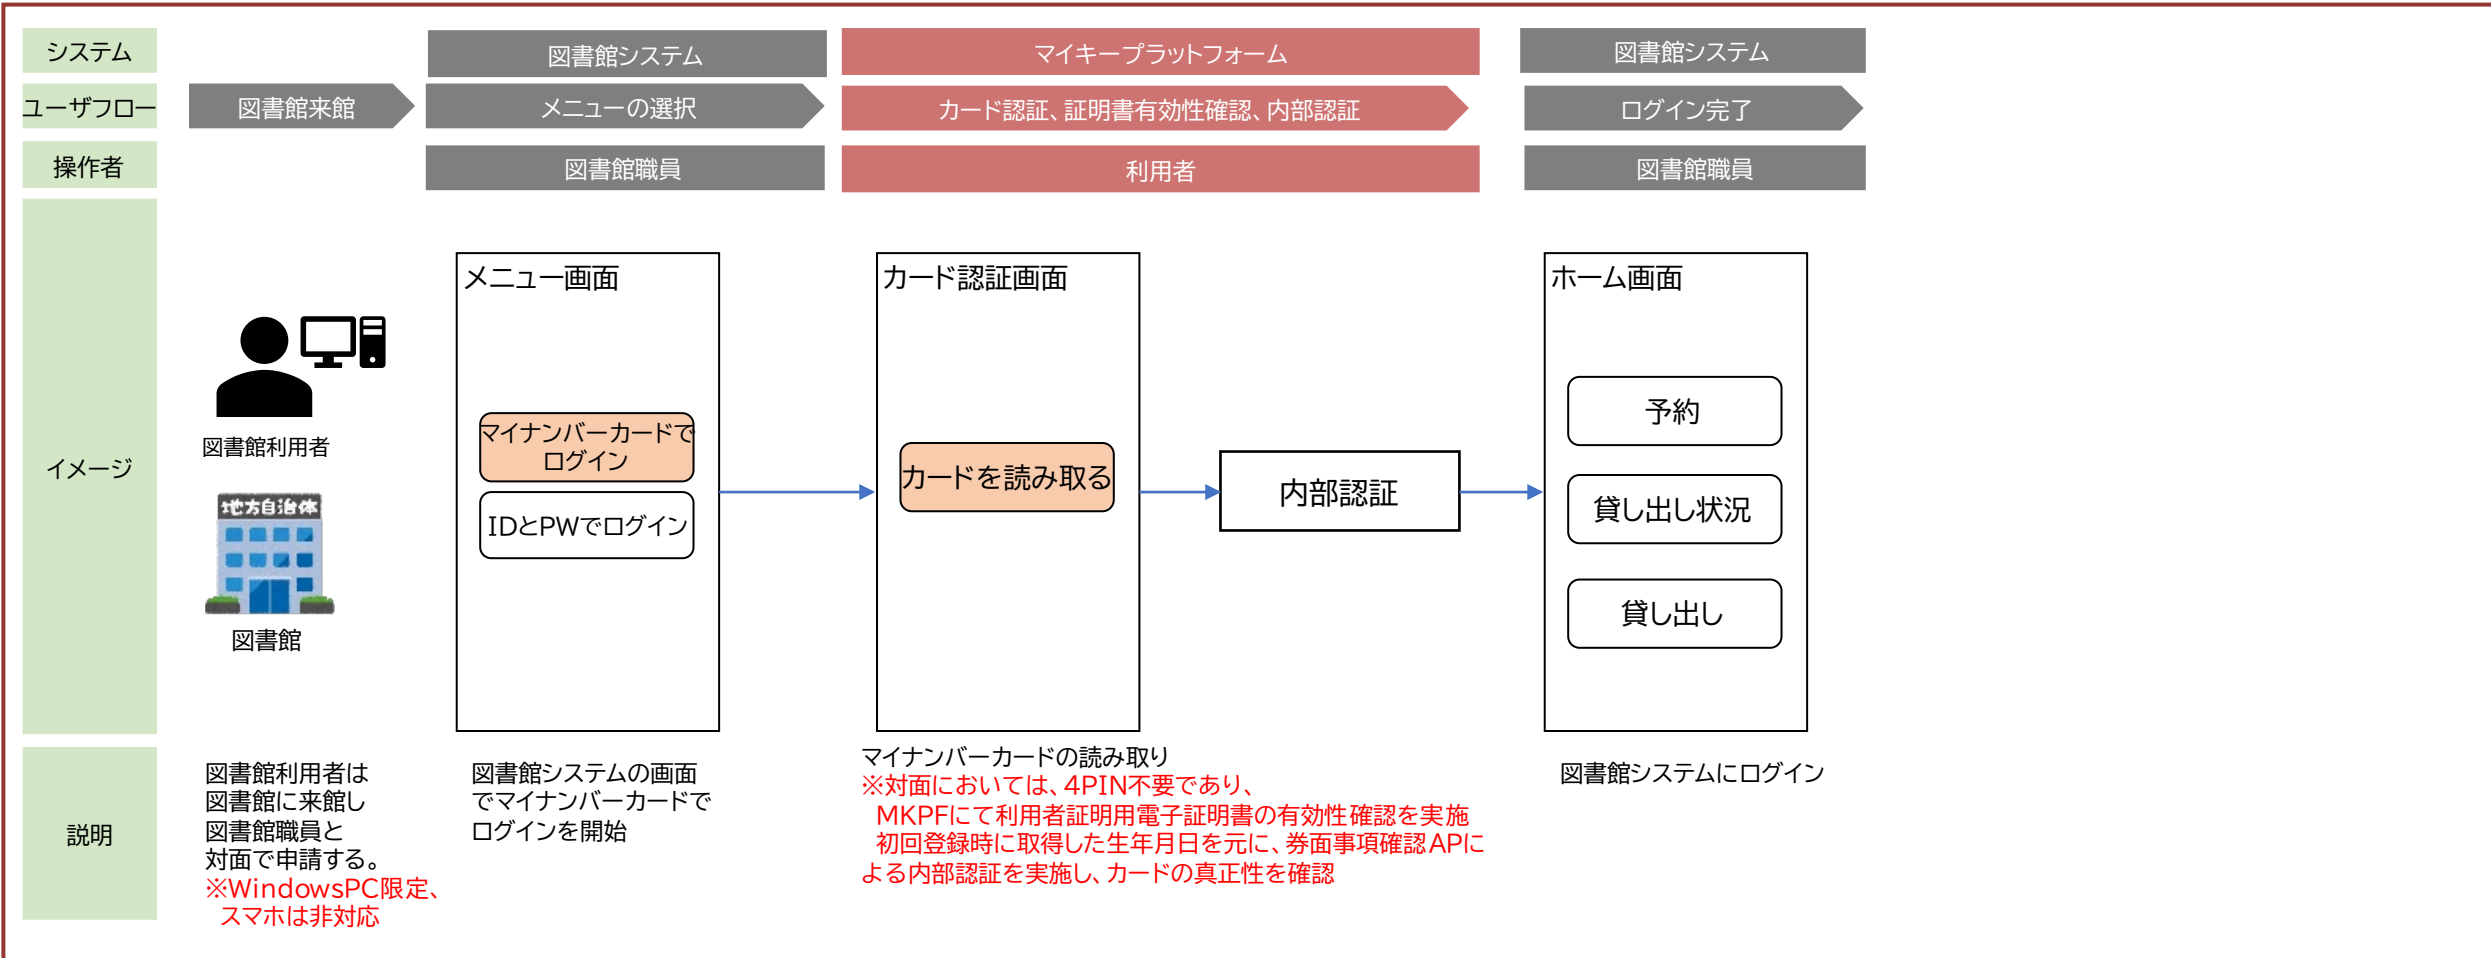 システム
図書館システム
マイキープラットフォーム
図書館システム
ユーザフロー
図書館来館
メニューの選択
カード認証、証明書有効性確認、内部認証
ログイン完了
操作者
図書館職員
利用者
図書館職員
イメージ
図書館利用者
地方自治体
図書館
メニュー画面
マイナンバーカードで
ログイン
IDとPWでログイン
カード認証画面
カードを読み取る
内部認証
ホーム画面
予約
貸し出し状況
貸し出し
説明
図書館利用者は
図書館に来館し
図書館職員と
対面で申請する。
※WindowsPC限定、
スマホは非対応
図書館システムの画面
でマイナンバーカードで
ログインを開始
マイナンバーカードの読み取り
※対面においては、4PIN不要であり、
MKPFにて利用者証明用電子証明書の有効性確認を実施
初回登録時に取得した生年月日を元に、券面事項確認APに
よる内部認証を実施し、カードの真正性を確認
図書館システムにログイン